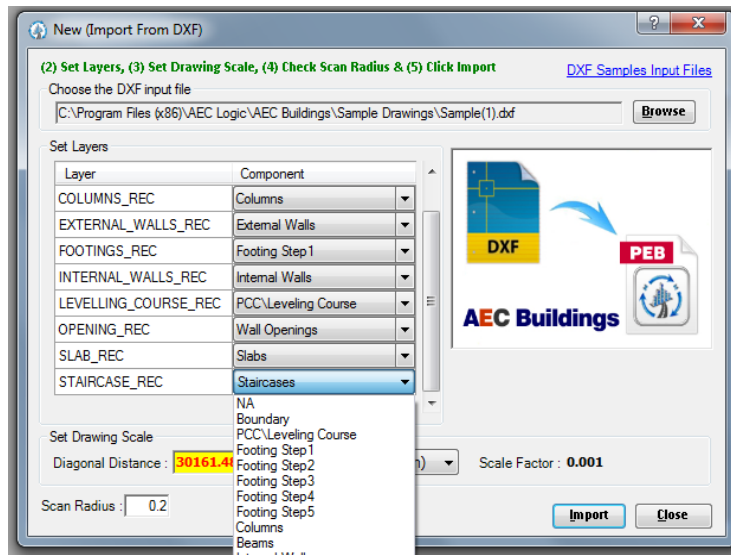 New (Import From DXF)
(2) Set Layers, (3) Set Drawing Scale, (4) Check Scan Radius & (5) Click Import
DXF Samples Input Files
Choose the DXF input file
C:\Program Files (x86)\AEC Logic\AEC Buildings\Sample Drawings\Sample(1).dxf
Browse
Set Layers
Layer Component
COLUMNS_REC Columns
EXTERNAL_WALLS_REC External Walls
FOOTINGS_REC Footing Step1
INTERNAL_WALLS_REC Internal Walls
LEVELLING_COURSE_REC PCC\Leveling Course
OPENING_REC Wall Openings
SLAB_REC Slabs
STAIRCASE_REC Staircases
NA
Boundary
PCC\Leveling Course
Footing Step1
Footing Step2
Footing Step3
Footing Step4
Footing Step5
Columns
Beams
DXF
PEB
AEC Buildings
Set Drawing Scale
Diagonal Distance : 30161.48
Scale Factor : 0.001
Scan Radius : 0.2
Import
Close